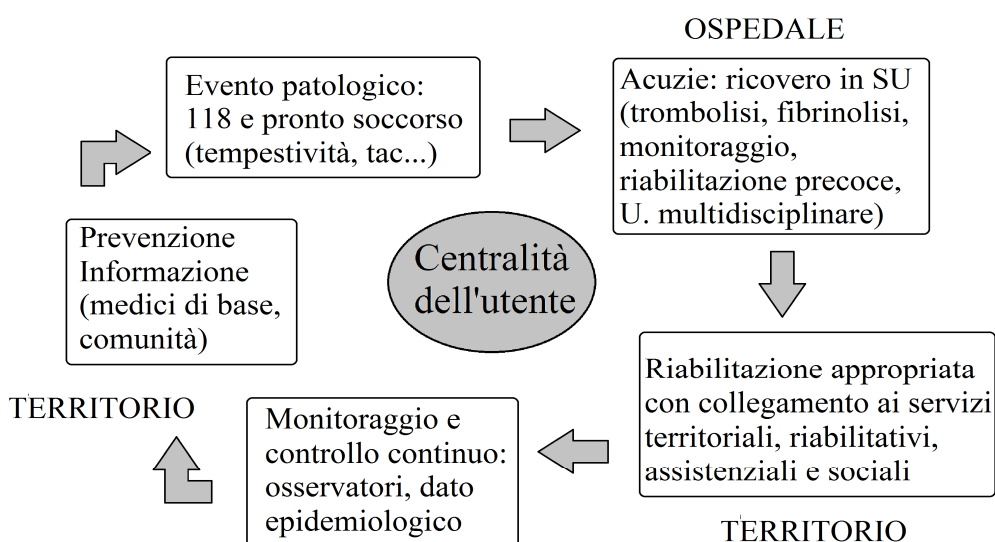 OSPEDALE
Evento patologico:
118 e pronto soccorso
(tempestività, tac...)
Acuzie: ricovero in SU
(trombolisi, fibrinolisi,
monitoraggio,
riabilitazione precoce,
U. multidisciplinare)
Prevenzione
Informazione
(medici di base,
comunità)
Centralità
dell'utente
Riabilitazione appropriata
con collegamento ai servizi
territoriali, riabilitativi,
assistenziali e sociali
TERRITORIO
Monitoraggio e
controllo continuo:
osservatori, dato
epidemiologico
TERRITORIO